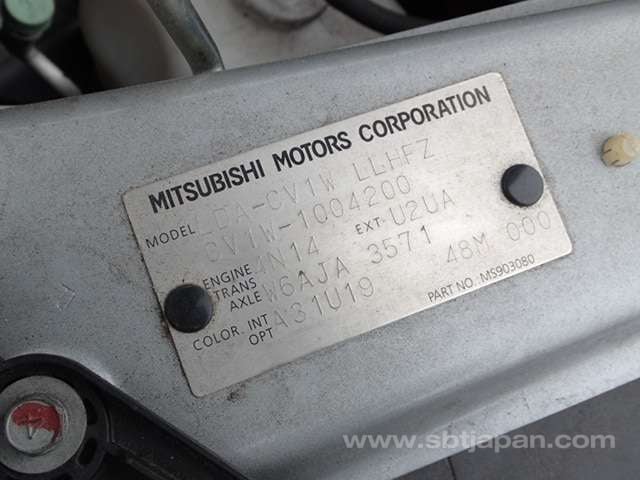 MITSUBISHI MOTORS CORPORATION
MODEL LDA-CV1W LLHFZ
CV1W-1004200
ENGINE 4N14 EXT U2UA
TRANS AXLE W6AJA 3571
COLOR. INT OPT A31U19 48M 000
PART NO. MS903080
www.sbtjapan.com